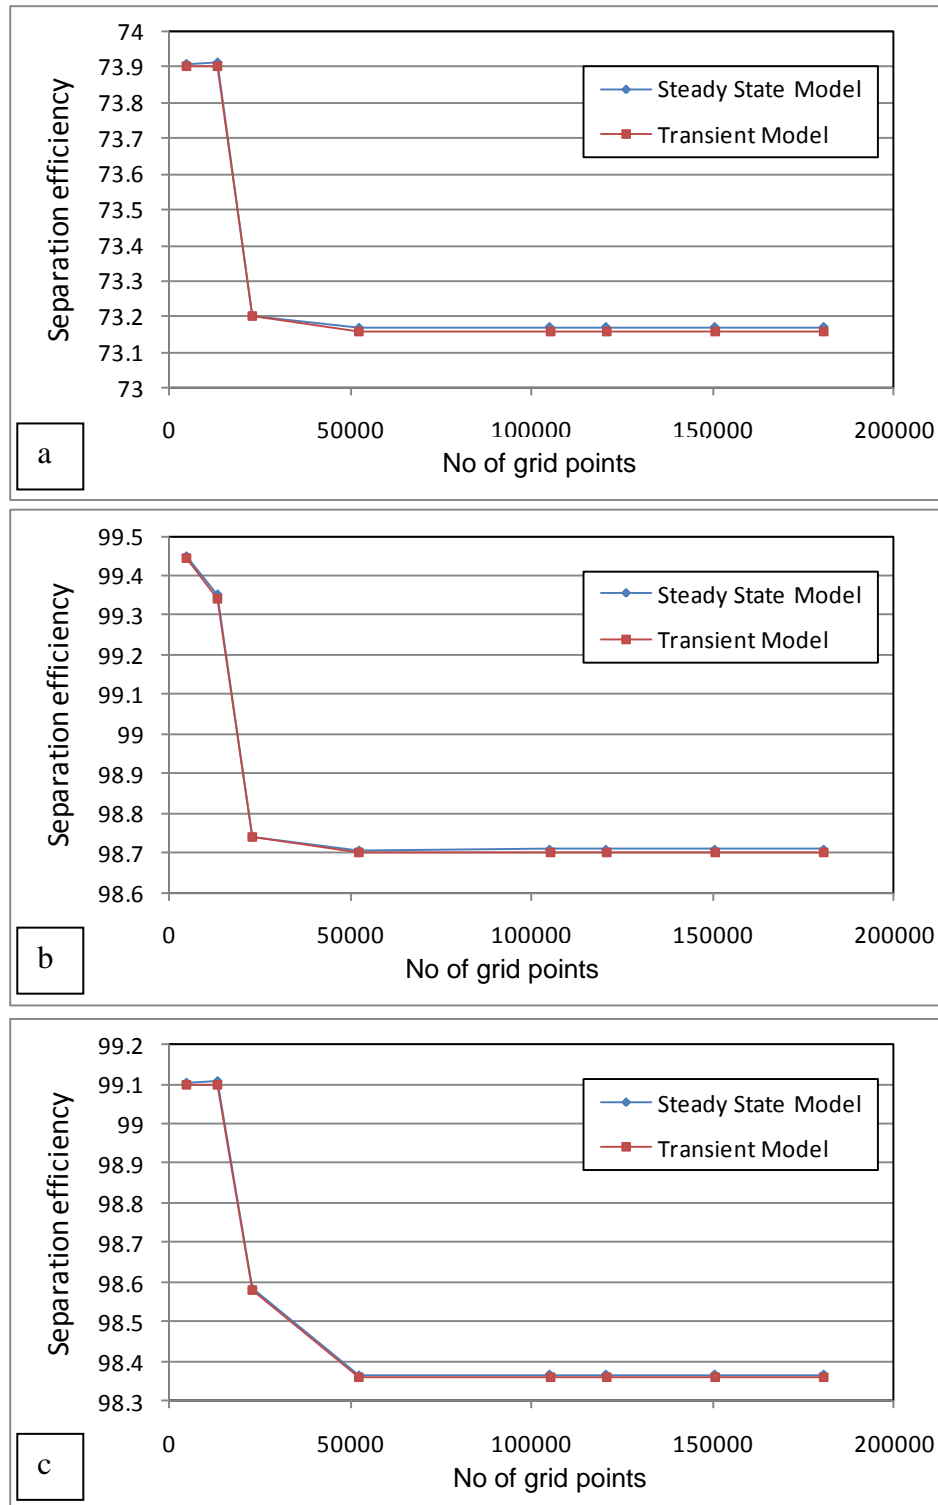 74
73.9
73.8
73.7
73.6
73.5
73.4
73.3
73.2
73.1
73
Separation efficiency
Steady State Model
Transient Model
0 50000 100000 150000 200000
No of grid points
a
99.5
99.4
99.3
99.2
99.1
99
98.9
98.8
98.7
98.6
Separation efficiency
Steady State Model
Transient Model
0 50000 100000 150000 200000
No of grid points
b
99.2
99.1
99
98.9
98.8
98.7
98.6
98.5
98.4
98.3
Separation efficiency
Steady State Model
Transient Model
0 50000 100000 150000 200000
No of grid points
c